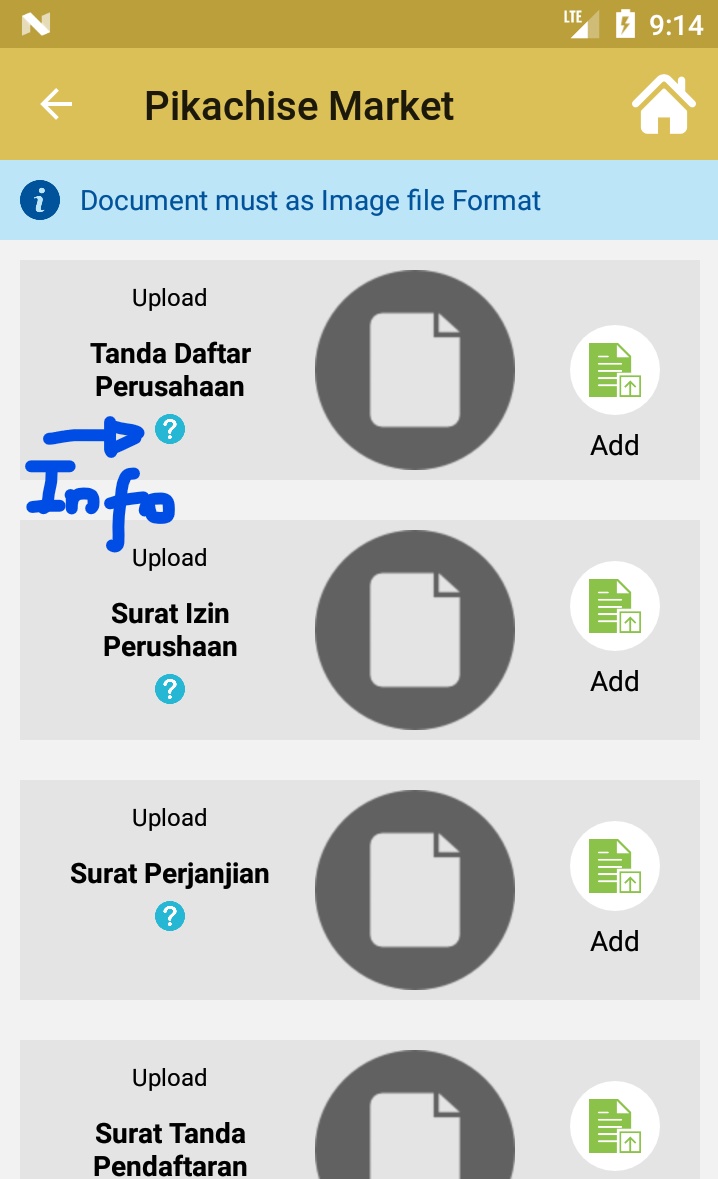 LTE 9:14
Pikachise Market
Document must as Image file Format
Upload
Tanda Daftar
Perusahaan
?
Add
Info
Upload
Surat Izin
Perushaan
?
Add
Upload
Surat Perjanjian
?
Add
Upload
Surat Tanda
Pendaftaran